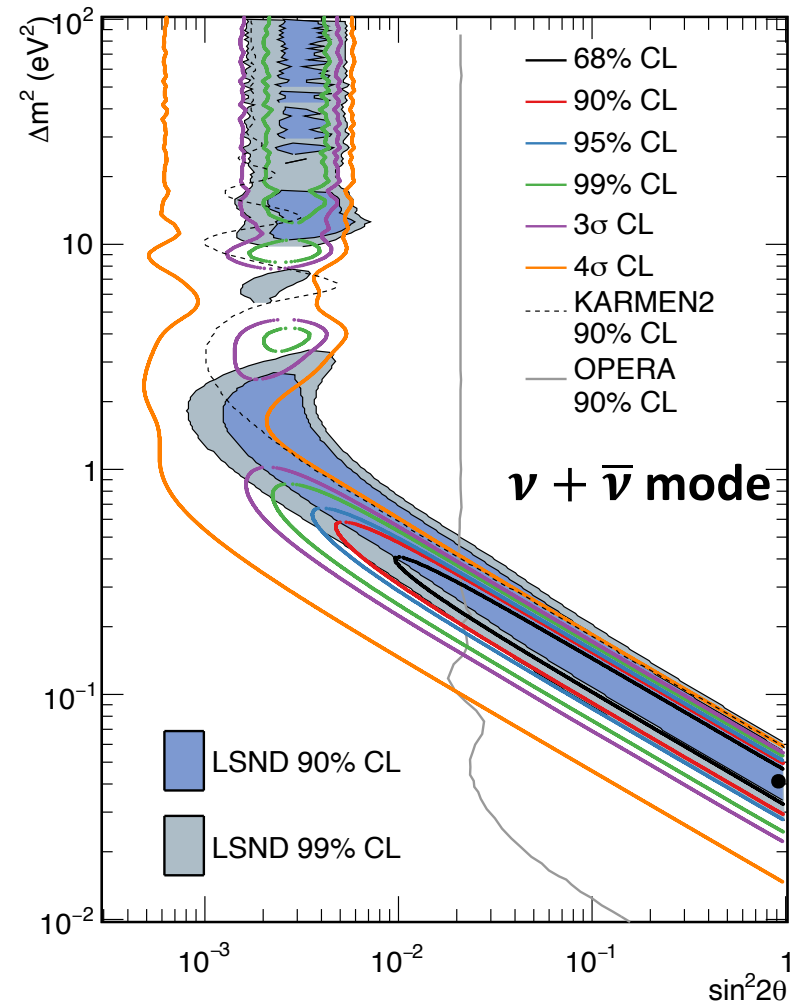 Δm² (eV²)
10²
10
1
10⁻¹
10⁻²
68% CL
90% CL
95% CL
99% CL
3σ CL
4σ CL
KARMEN2
90% CL
OPERA
90% CL
ν + ν̅ mode
LSND 90% CL
LSND 99% CL
10⁻³
10⁻²
10⁻¹
1
sin²2θ